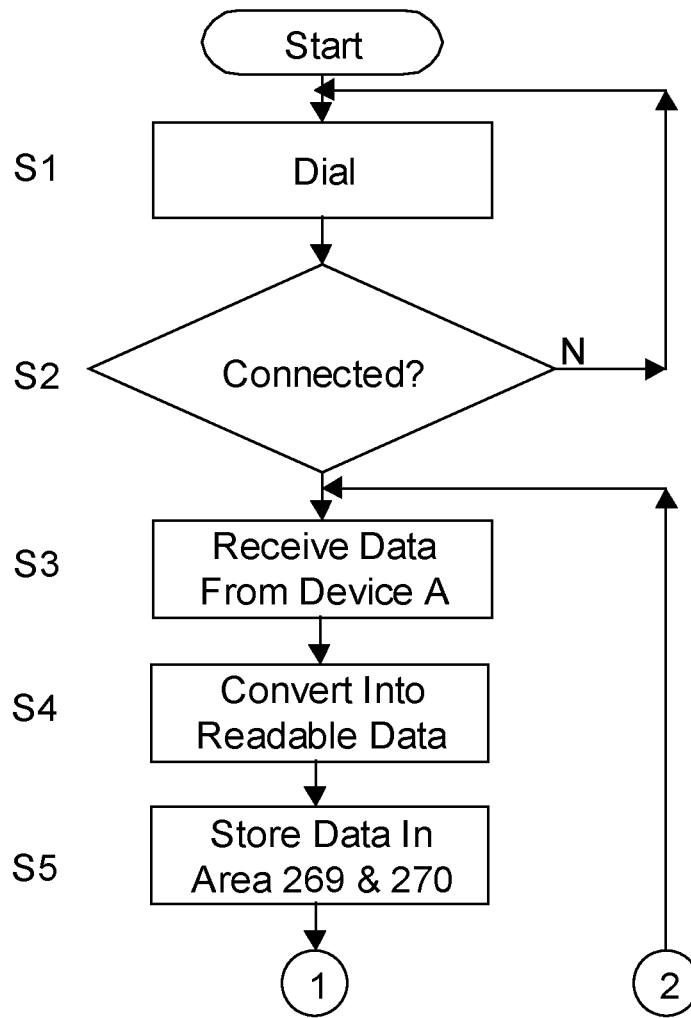 Start
S1
Dial
S2
Connected?
N
S3
Receive Data
From Device A
S4
Convert Into
Readable Data
S5
Store Data In
Area 269 & 270
1
2